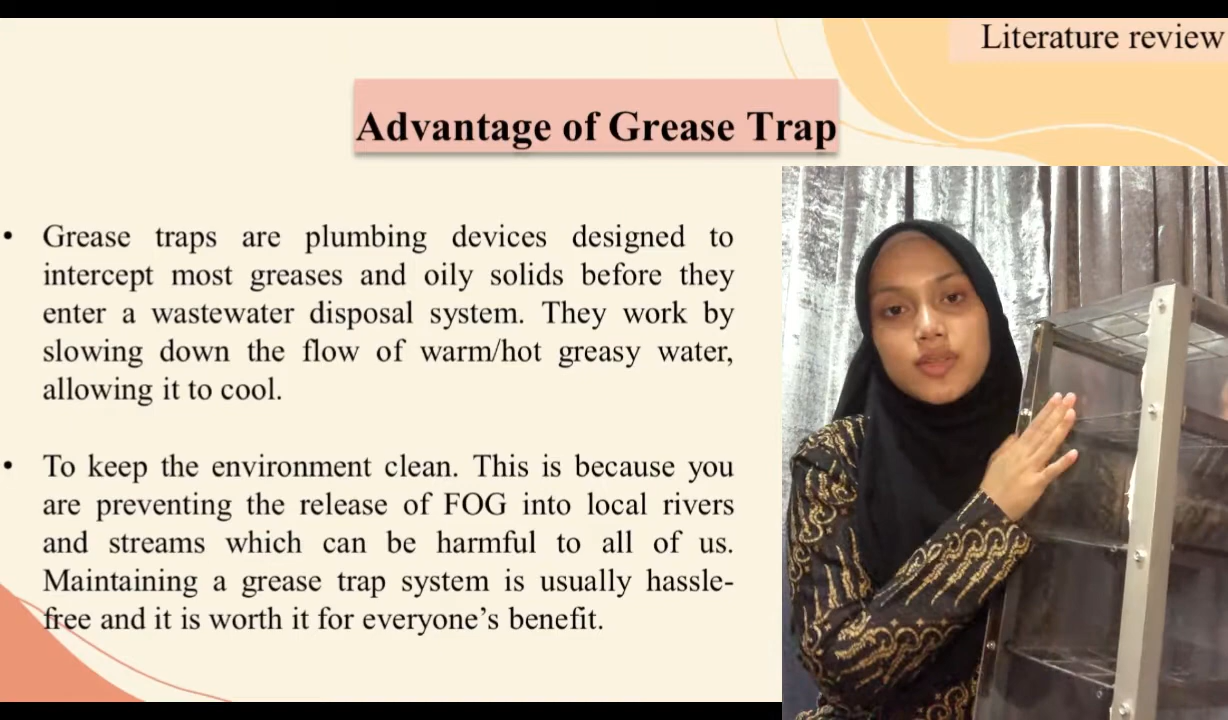 Literature review
Advantage of Grease Trap
• Grease traps are plumbing devices designed to
intercept most greases and oily solids before they
enter a wastewater disposal system. They work by
slowing down the flow of warm/hot greasy water,
allowing it to cool.
• To keep the environment clean. This is because you
are preventing the release of FOG into local rivers
and streams which can be harmful to all of us.
Maintaining a grease trap system is usually hassle-
free and it is worth it for everyone's benefit.